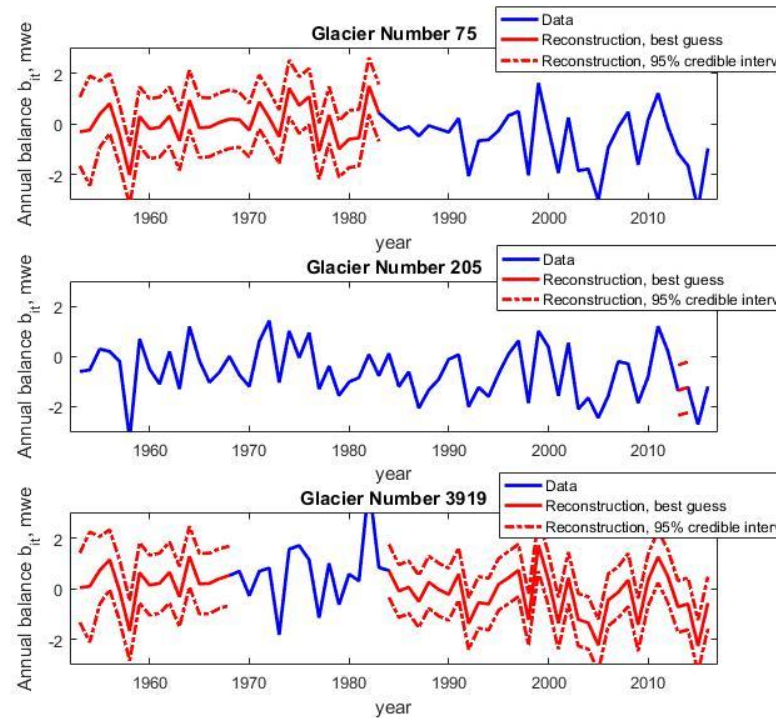 Glacier Number 75
Data
Reconstruction, best guess
Reconstruction, 95% credible interv
Annual balance b_it, mwe
2
0
-2
1960
1970
1980
1990
2000
2010
year
Glacier Number 205
Data
Reconstruction, best guess
Reconstruction, 95% credible interv
Annual balance b_it, mwe
2
0
-2
1960
1970
1980
1990
2000
2010
year
Glacier Number 3919
Data
Reconstruction, best guess
Reconstruction, 95% credible interv
Annual balance b_it, mwe
2
0
-2
1960
1970
1980
1990
2000
2010
year